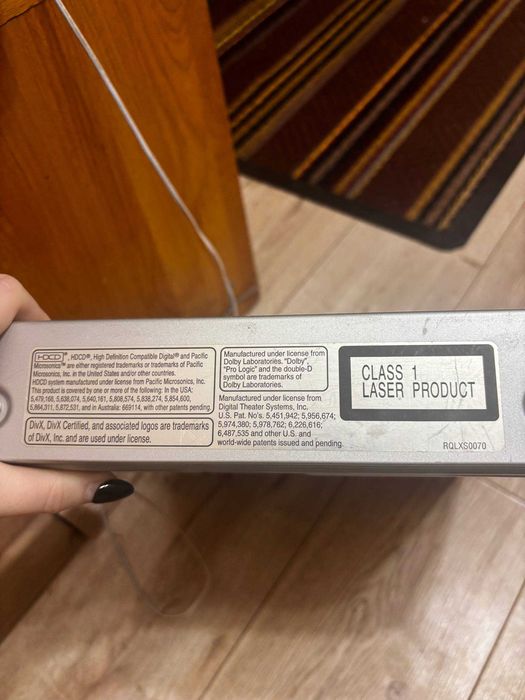 HDCD®, HDCD®, High Definition Compatible Digital® and Pacific
Microsonics™ are either registered trademarks or trademarks of Pacific
Microsonics, Inc. in the United States and/or other countries.
HDCD system manufactured under license from Pacific Microsonics, Inc.
This product is covered by one or more of the following: In the USA;
5,479,168, 5,638,074, 5,640,161, 5,808,574, 5,838,274, 5,854,600,
5,864,311, 5,872,531, and in Australia: 669114, with other patents pending.
DivX, DivX Certified, and associated logos are trademarks
of DivX, Inc. and are used under license.
Manufactured under license from
Dolby Laboratories. "Dolby",
"Pro Logic" and the double-D
symbol are trademarks of
Dolby Laboratories.
Manufactured under license from
Digital Theater Systems, Inc.
U.S. Pat. No's. 5,451,942; 5,956,674;
5,974,380; 5,978,762; 6,226,616;
6,487,535 and other U.S. and
world-wide patents issued and pending.
CLASS 1
LASER PRODUCT
RQLXS0070